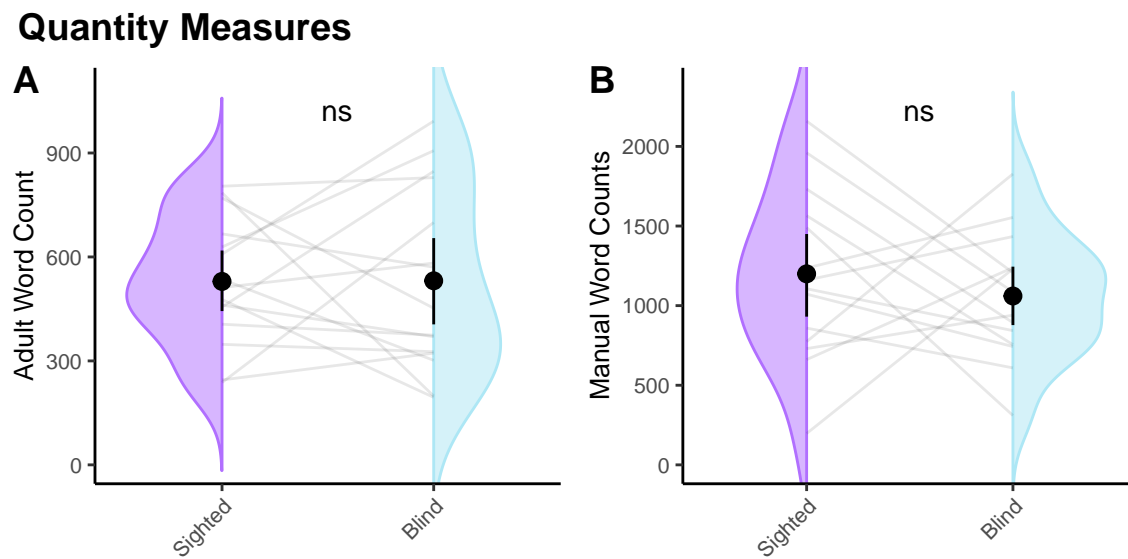 Quantity Measures
A
ns
Adult Word Count
900
600
300
0
Sighted
Blind
B
ns
Manual Word Counts
2000
1500
1000
500
0
Sighted
Blind